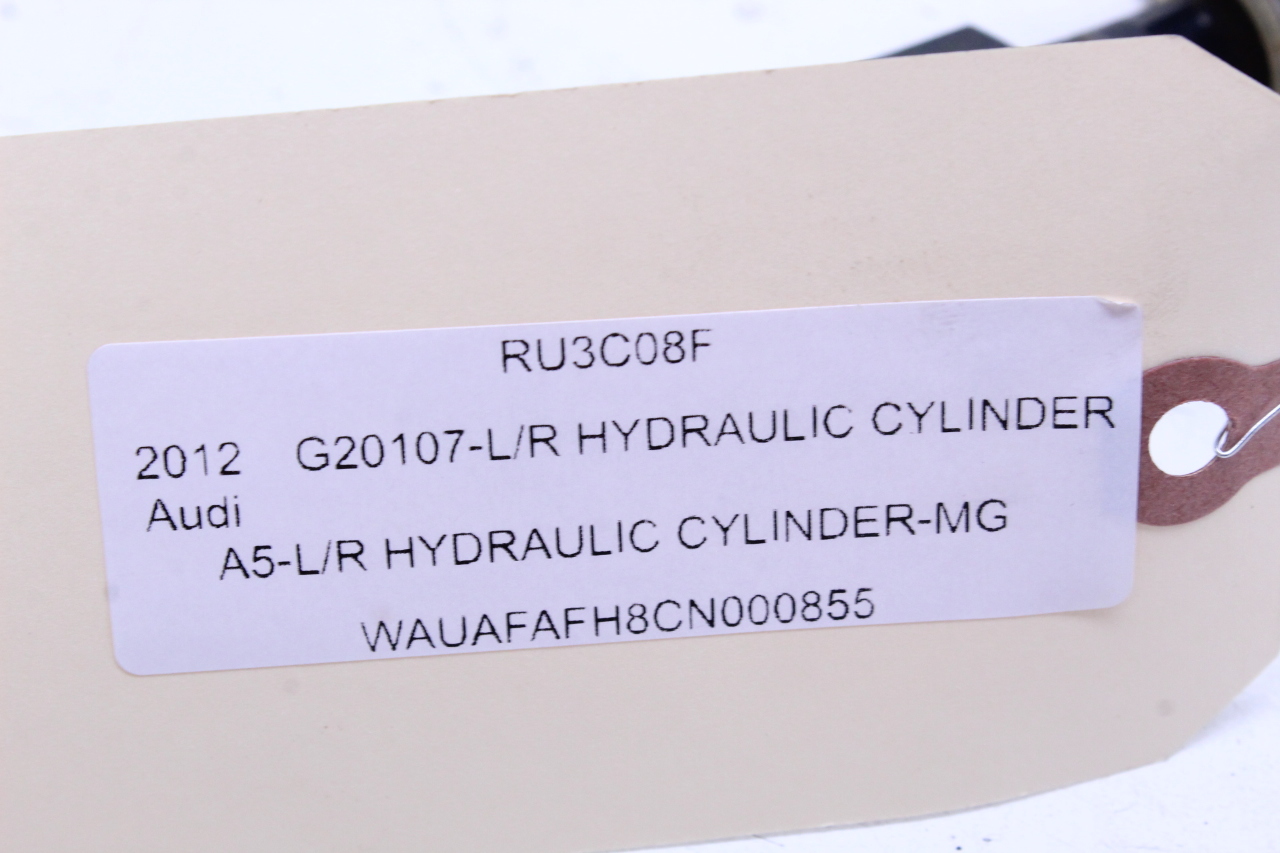 RU3C08F
2012 G20107-L/R HYDRAULIC CYLINDER
Audi
A5-L/R HYDRAULIC CYLINDER-MG
WAUAFAFH8CN000855